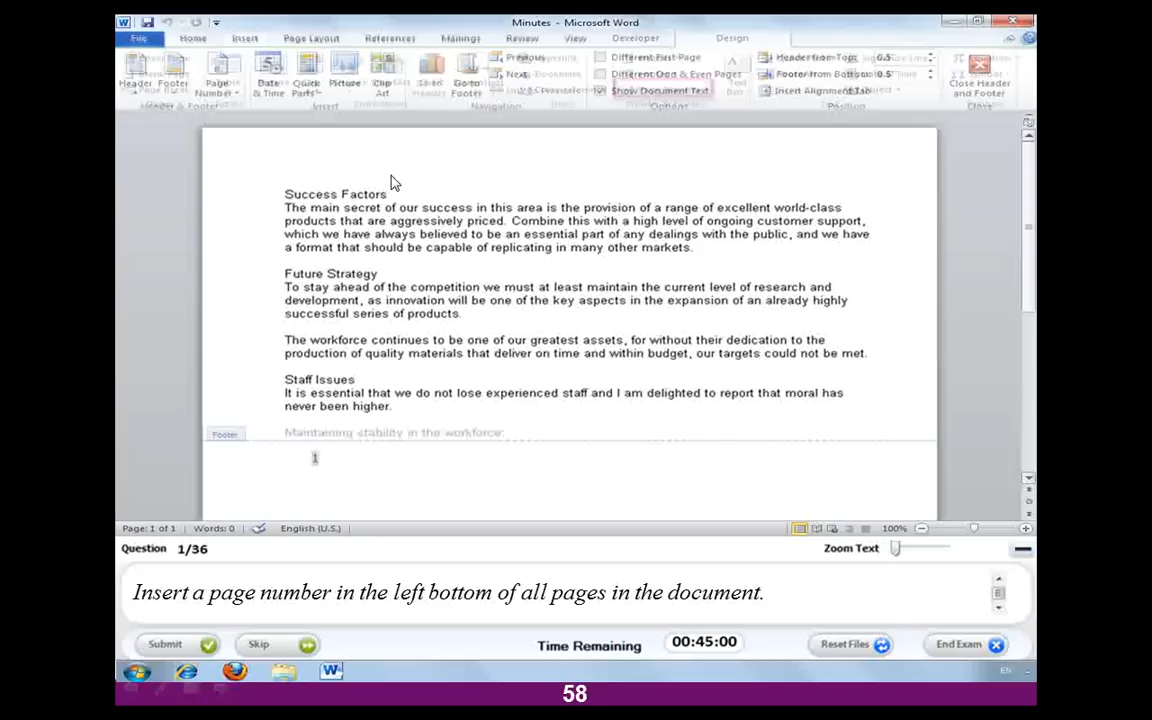 Minutes - Microsoft Word
File Home Insert Page Layout References Mailings Review View Developer Design
Header Footer Page Number Date & Time Quick Parts Picture Clip Art Go to Footer
Previous
Next
Different First Page
Different Odd & Even Pages
Show Document Text
Header from Top: 0.5"
Footer from Bottom: 0.5"
Insert Alignment Tab
Close Header and Footer
Header & Footer Insert Navigation Options Position Close
Success Factors
The main secret of our success in this area is the provision of a range of excellent world-class
products that are aggressively priced. Combine this with a high level of ongoing customer support,
which we have always believed to be an essential part of any dealings with the public, and we have
a format that should be capable of replicating in many other markets.
Future Strategy
To stay ahead of the competition we must at least maintain the current level of research and
development, as innovation will be one of the key aspects in the expansion of an already highly
successful series of products.
The workforce continues to be one of our greatest assets, for without their dedication to the
production of quality materials that deliver on time and within budget, our targets could not be met.
Staff Issues
It is essential that we do not lose experienced staff and I am delighted to report that moral has
never been higher.
Maintaining stability in the workforce:
Footer
1
Page: 1 of 1 Words: 0 English (U.S.) 100%
Question 1/36 Zoom Text
Insert a page number in the left bottom of all pages in the document.
Submit Skip Time Remaining 00:45:00 Reset Files End Exam
EN
58